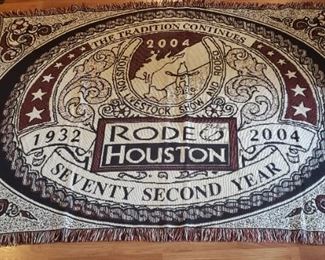 THE TRADITION CONTINUES
2004
HOUSTON LIVESTOCK SHOW AND RODEO
1932
RODEO
HOUSTON
2004
SEVENTY SECOND YEAR